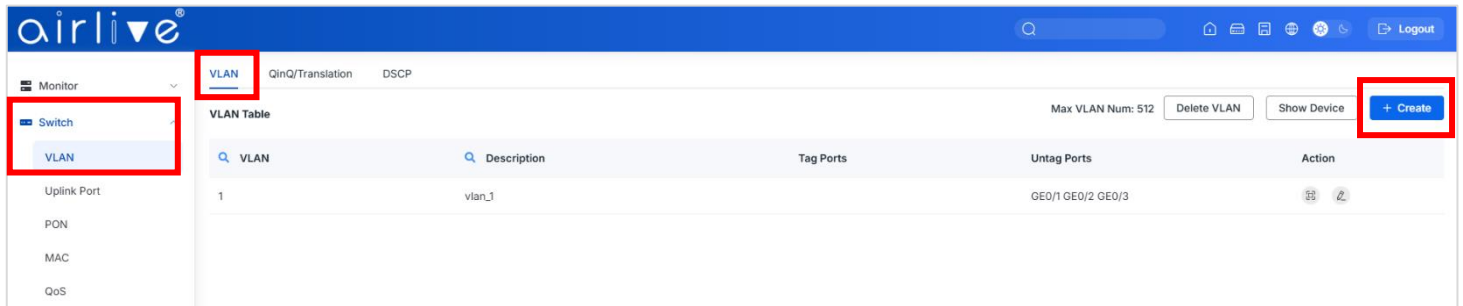 airlive®
Logout
Monitor
Switch
VLAN
Uplink Port
PON
MAC
QoS
VLAN QinQ/Translation DSCP
VLAN Table
Max VLAN Num: 512 Delete VLAN Show Device + Create
VLAN Description Tag Ports Untag Ports Action
1 vlan_1 GE0/1 GE0/2 GE0/3